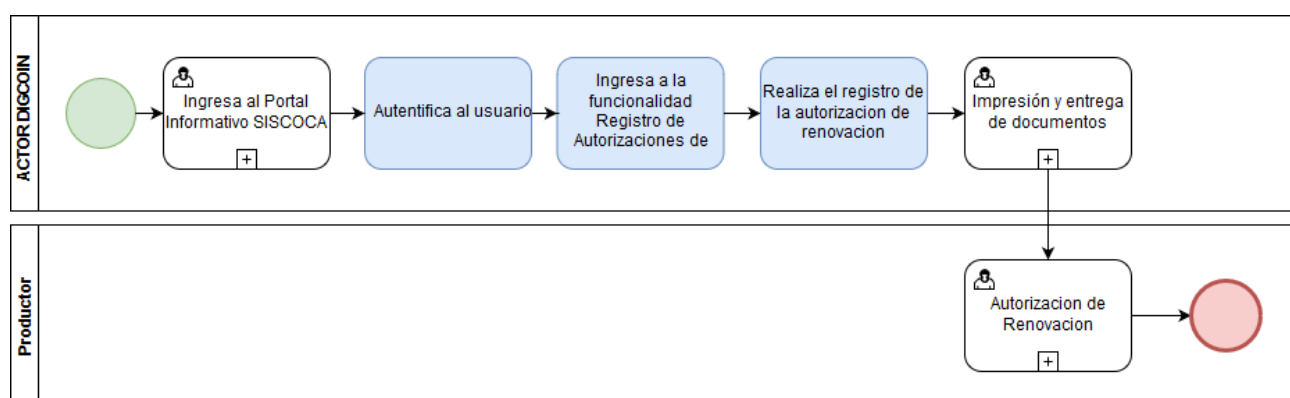 ACTOR DIGCOIN
Ingresa al Portal
Informativo SISCOCA
Autentifica al usuario
Ingresa a la
funcionalidad
Registro de
Autorizaciones de
Realiza el registro de
la autorizacion de
renovacion
Impresión y entrega
de documentos
Productor
Autorizacion de
Renovacion